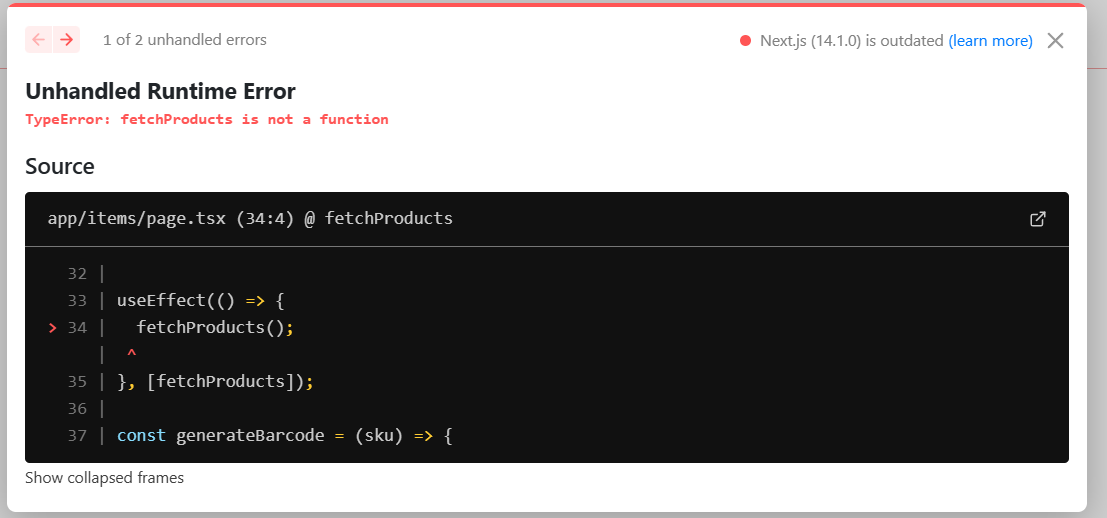 ← → 1 of 2 unhandled errors
Next.js (14.1.0) is outdated (learn more)
Unhandled Runtime Error
TypeError: fetchProducts is not a function
Source
app/items/page.tsx (34:4) @ fetchProducts
32 |
33 | useEffect(() => {
> 34 |   fetchProducts();
|  ^
35 | }, [fetchProducts]);
36 |
37 | const generateBarcode = (sku) => {
Show collapsed frames